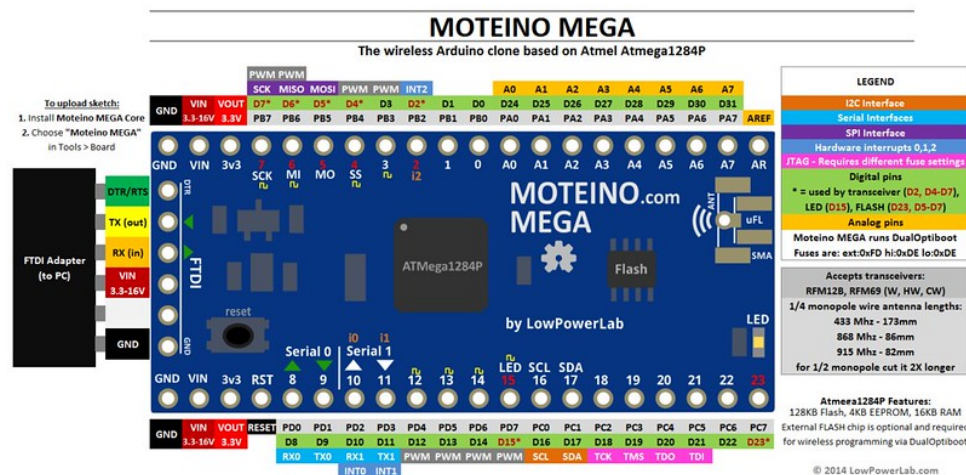 MOTEINO MEGA
The wireless Arduino clone based on Atmel Atmega1284P
To upload sketch:
1. Install Moteino MEGA Core
2. Choose "Moteino MEGA"
in Tools > Board
PWM PWM
SCK MISO MOSI PWM PWM INT2 A0 A1 A2 A3 A4 A5 A6 A7
GND VIN VOUT D7* D6* D5* D4* D3 D2* D1 D0 D24 D25 D26 D27 D28 D29 D30 D31
3.3-16V 3.3V PB7 PB6 PB5 PB4 PB3 PB2 PB1 PB0 PA0 PA1 PA2 PA3 PA4 PA5 PA6 PA7 AREF
GND VIN 3v3 7 6 5 4 3 2 1 0 A0 A1 A2 A3 A4 A5 A6 A7 AR
SCK MI MO SS i2
DTR
FTDI
GND
MOTEINO.com
MEGA
ANT
uFL
SMA
ATMega1284P
Flash
reset
by LowPowerLab
LED
Serial 0 Serial 1
i0 i1
LED SCL SDA
GND VIN 3v3 RST 8 9 10 11 12 13 14 15 16 17 18 19 20 21 22 23
GND VIN VOUT RESET PD0 PD1 PD2 PD3 PD4 PD5 PD6 PD7 PC0 PC1 PC2 PC3 PC4 PC5 PC6 PC7
3.3-16V 3.3V D8 D9 D10 D11 D12 D13 D14 D15* D16 D17 D18 D19 D20 D21 D22 D23*
RX0 TX0 RX1 TX1 PWM PWM PWM PWM SCL SDA TCK TMS TDO TDI
INT0 INT1
FTDI Adapter
(to PC)
DTR/RTS
TX (out)
RX (in)
VIN
3.3-16V
GND
LEGEND
I2C Interface
Serial Interfaces
SPI Interface
Hardware interrupts 0,1,2
JTAG - Requires different fuse settings
Digital pins
* = used by transceiver (D2, D4-D7),
LED (D15), FLASH (D23, D5-D7)
Analog pins
Moteino MEGA runs DualOptiboot
Fuses are: ext:0xFD hi:0xDE lo:0xDE
Accepts transceivers:
RFM12B, RFM69 (W, HW, CW)
1/4 monopole wire antenna lengths:
433 Mhz - 173mm
868 Mhz - 86mm
915 Mhz - 82mm
for 1/2 monopole cut it 2X longer
Atmega1284P Features:
128KB Flash, 4KB EEPROM, 16KB RAM
External FLASH chip is optional and required
for wireless programming via DualOptiboot
© 2014 LowPowerLab.com